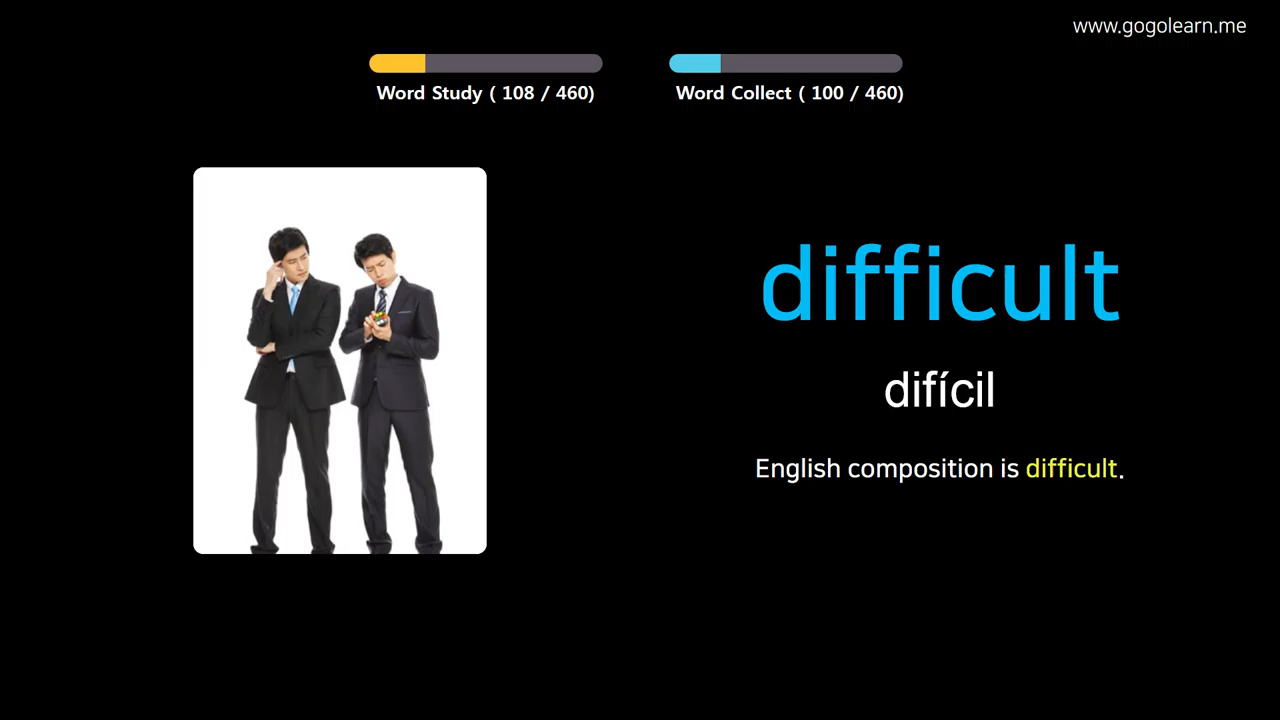 www.gogolearn.me
Word Study ( 108 / 460)
Word Collect ( 100 / 460)
difficult
difícil
English composition is difficult.